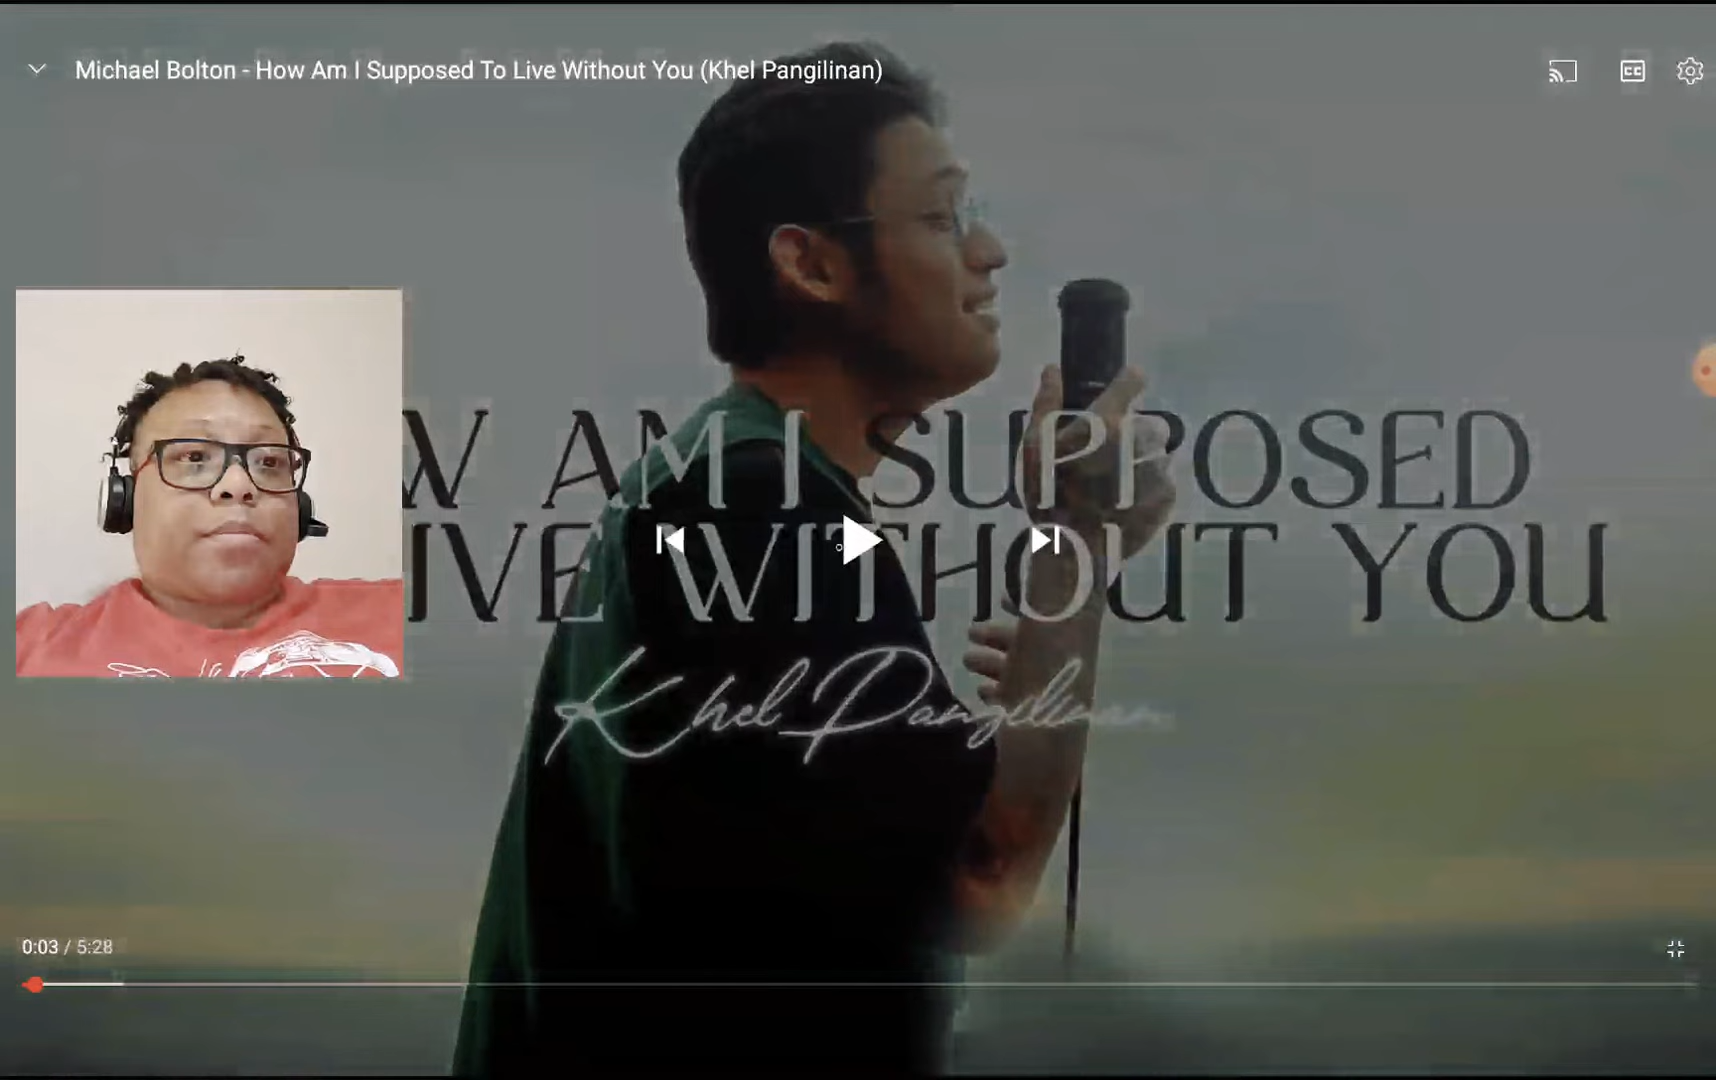 Michael Bolton - How Am I Supposed To Live Without You (Khel Pangilinan)
CC
W AM I SUPPOSED
IVE WITHOUT YOU
Khel Pangilinan
0:03 / 5:28